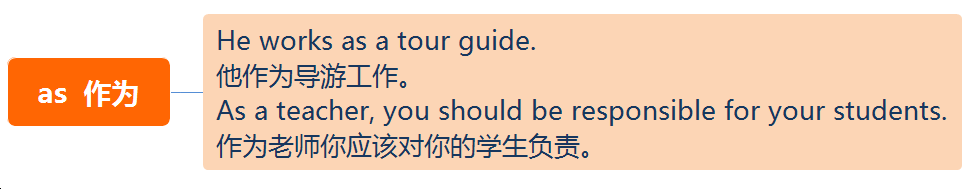 as 作为
He works as a tour guide.
他作为导游工作。
As a teacher, you should be responsible for your students.
作为老师你应该对你的学生负责。